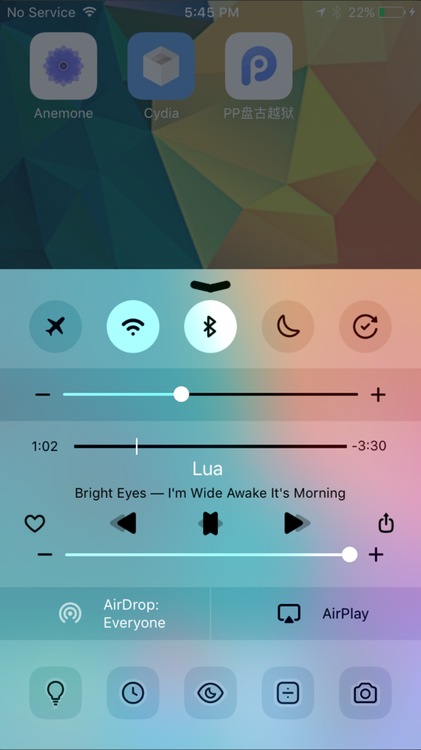 No Service 5:45 PM 22%
Anemone Cydia PP盘古越狱
1:02 -3:30
Lua
Bright Eyes — I'm Wide Awake It's Morning
AirDrop: AirPlay
Everyone